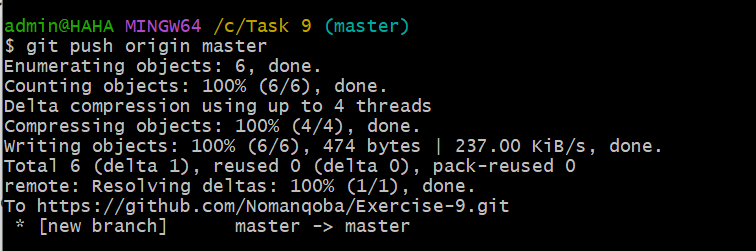 admin@HAHA MINGW64 /c/Task 9 (master)
$ git push origin master
Enumerating objects: 6, done.
Counting objects: 100% (6/6), done.
Delta compression using up to 4 threads
Compressing objects: 100% (4/4), done.
Writing objects: 100% (6/6), 474 bytes | 237.00 KiB/s, done.
Total 6 (delta 1), reused 0 (delta 0), pack-reused 0
remote: Resolving deltas: 100% (1/1), done.
To https://github.com/Nomanqoba/Exercise-9.git
 * [new branch]      master -> master